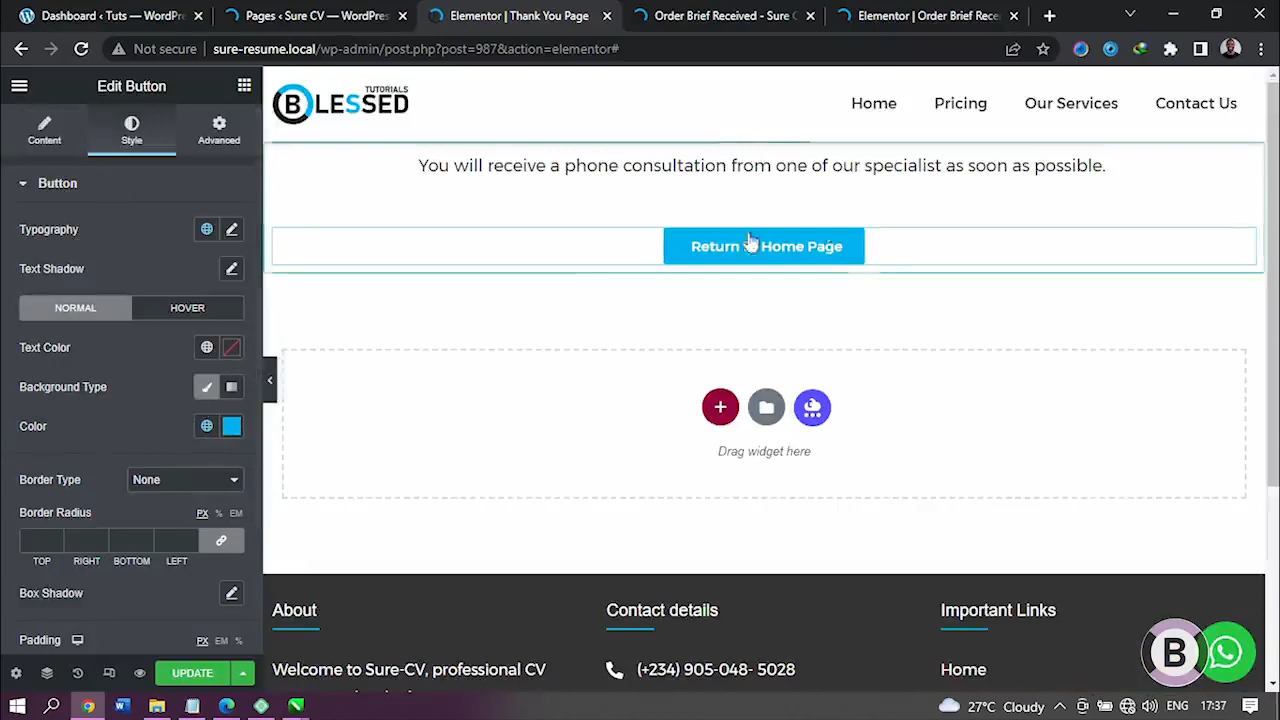 Dashboard ‹ Tuts — WordPre
Pages ‹ Sure CV — WordPress
Elementor | Thank You Page
Order Brief Received - Sure C
Elementor | Order Brief Rece
Not secure
sure-resume.local/wp-admin/post.php?post=987&action=elementor#
Edit Button
Content
Style
Advanced
Button
Typography
Text Shadow
NORMAL
HOVER
Text Color
Background Type
Color
Border Type
None
Border Radius
PX % EM
TOP RIGHT BOTTOM LEFT
Box Shadow
Padding
PX EM %
UPDATE
B LESSED
TUTORIALS
Home
Pricing
Our Services
Contact Us
You will receive a phone consultation from one of our specialist as soon as possible.
Return Home Page
Drag widget here
About
Contact details
Important Links
Welcome to Sure-CV, professional CV
(+234) 905-048- 5028
Home
B
27°C Cloudy
ENG
17:37